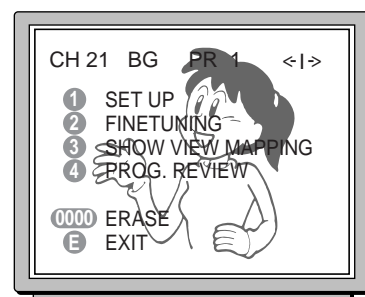 CH 21 BG PR 1 <-I->
1 SET UP
2 FINETUNING
3 SHOW VIEW MAPPING
4 PROG. REVIEW
0000 ERASE
E EXIT